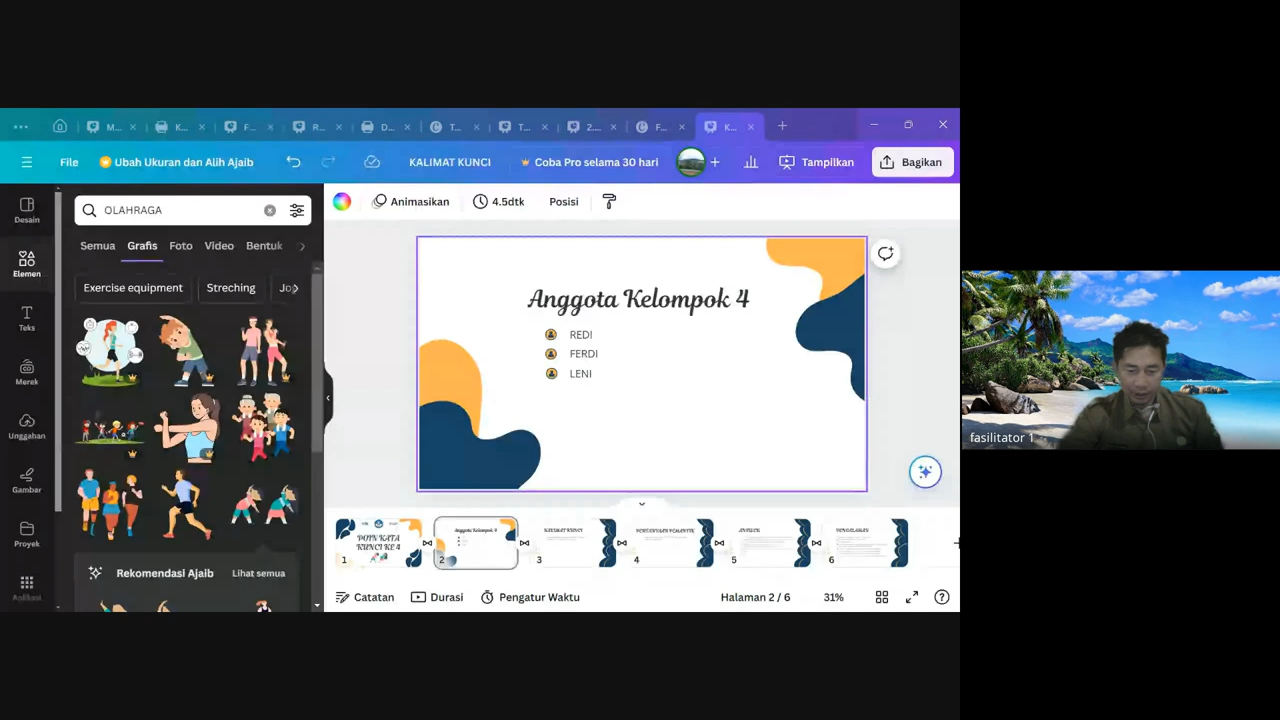 M...
K...
F...
R...
D...
T...
T...
2....
F...
K...
File
Ubah Ukuran dan Alih Ajaib
KALIMAT KUNCI
Coba Pro selama 30 hari
Tampilkan
Bagikan
Desain
Elemen
Teks
Merek
Unggahan
Gambar
Proyek
Aplikasi
OLAHRAGA
Semua
Grafis
Foto
Video
Bentuk
Exercise equipment
Streching
Rekomendasi Ajaib
Lihat semua
Animasikan
4.5dtk
Posisi
Anggota Kelompok 4
REDI
FERDI
LENI
POIN KATA
KUNCI KE 4
1
Anggota Kelompok 4
2
KALIMAT KUNCI
3
4
5
6
Catatan
Durasi
Pengatur Waktu
Halaman 2 / 6
31%
fasilitator 1